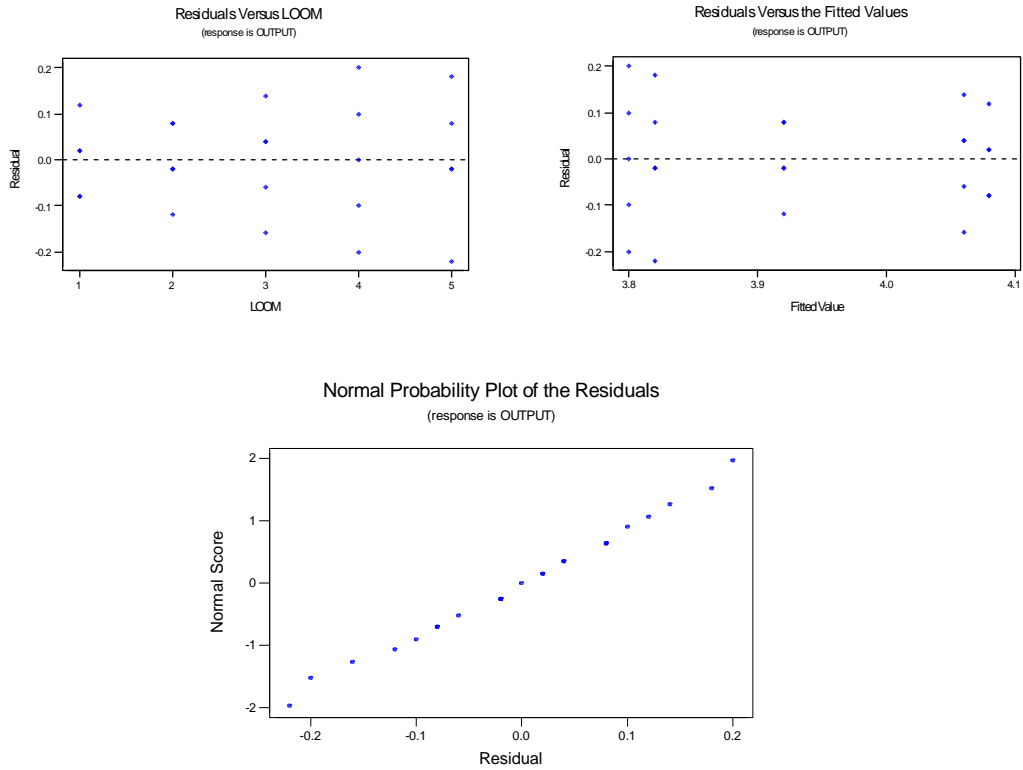 Residuals Versus LOOM
(response is OUTPUT)
0.2
0.1
0.0
-0.1
-0.2
Residual
1 2 3 4 5
LOOM
Residuals Versus the Fitted Values
(response is OUTPUT)
0.2
0.1
0.0
-0.1
-0.2
Residual
3.8 3.9 4.0 4.1
Fitted Value
Normal Probability Plot of the Residuals
(response is OUTPUT)
2
1
0
-1
-2
Normal Score
-0.2 -0.1 0.0 0.1 0.2
Residual